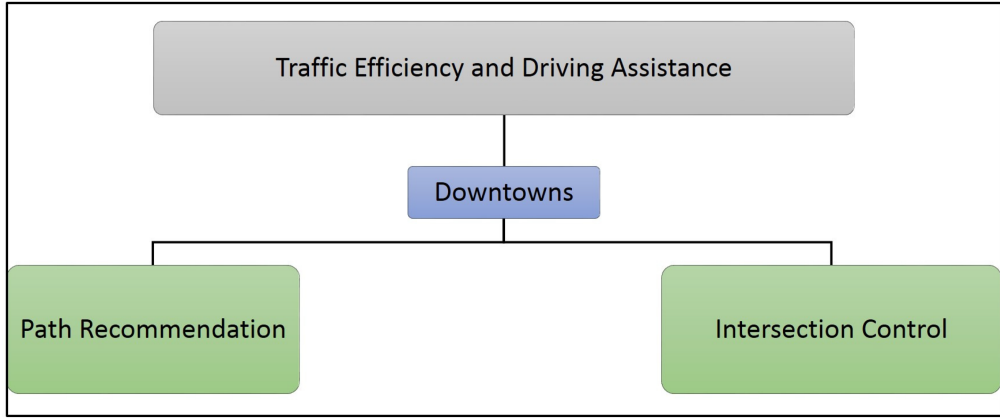 Traffic Efficiency and Driving Assistance
Downtowns
Path Recommendation
Intersection Control